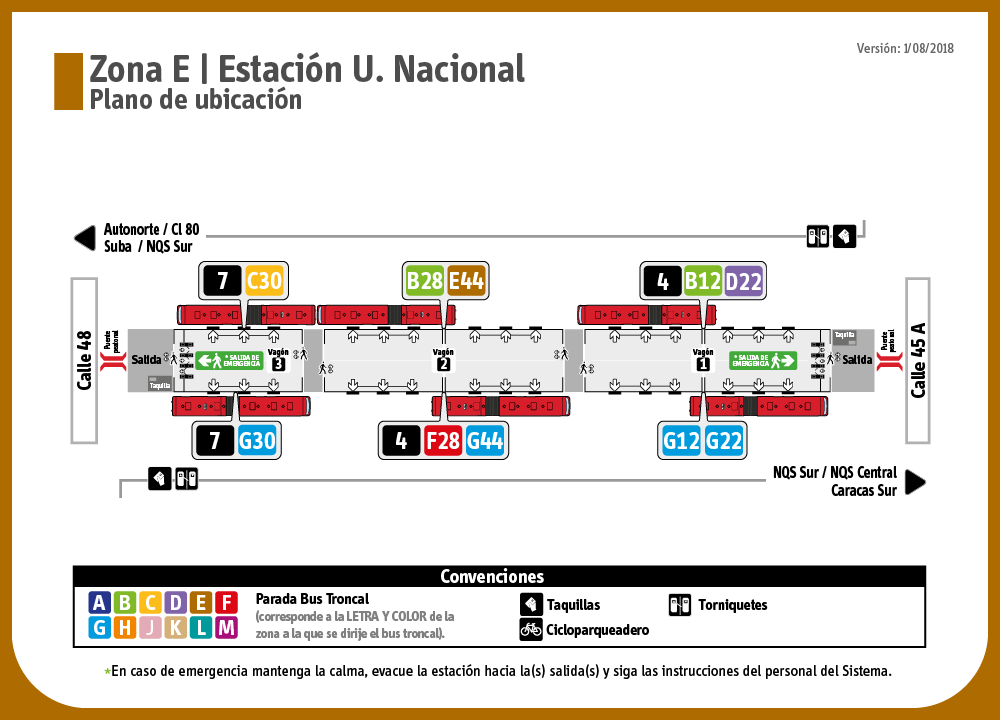 Versión: 1/08/2018
Zona E | Estación U. Nacional
Plano de ubicación
Autonorte / Cl 80
Suba / NQS Sur
7 C30
B28 E44
4 B12 D22
Calle 48
Puente peatonal
Salida
Taquilla
* SALIDA DE EMERGENCIA
Vagón
3
Vagón
2
Vagón
1
* SALIDA DE EMERGENCIA
Taquilla
Salida
Puente peatonal
Calle 45 A
7 G30
4 F28 G44
G12 G22
NQS Sur / NQS Central
Caracas Sur
Convenciones
A B C D E F
G H J K L M
Parada Bus Troncal
(corresponde a la LETRA Y COLOR de la
zona a la que se dirije el bus troncal).
Taquillas
Cicloparqueadero
Torniquetes
*En caso de emergencia mantenga la calma, evacue la estación hacia la(s) salida(s) y siga las instrucciones del personal del Sistema.